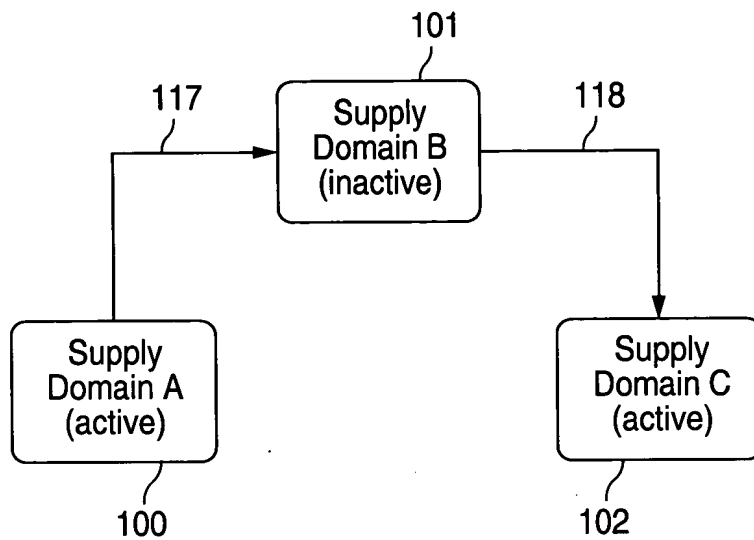 101
117
Supply
Domain B
(inactive)
118
Supply
Domain A
(active)
Supply
Domain C
(active)
100
102